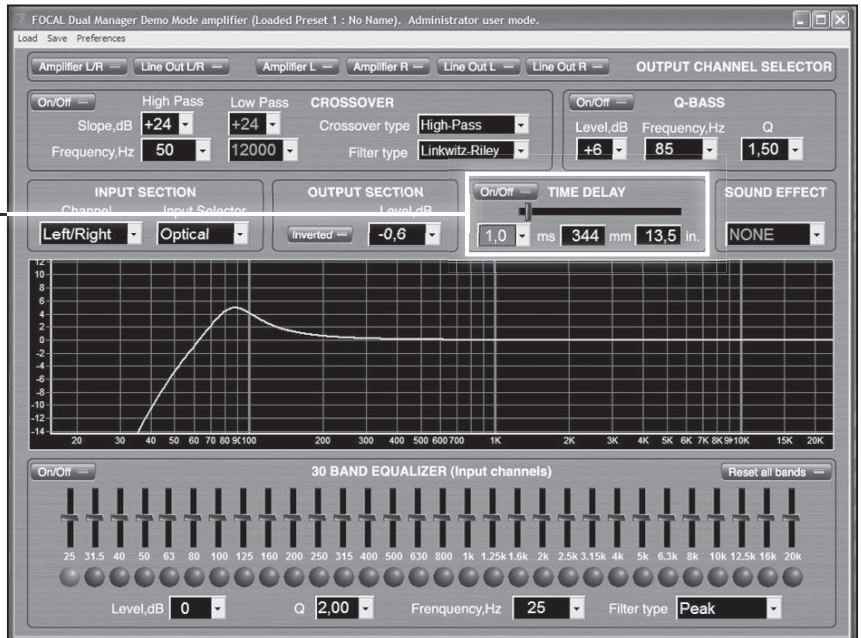 FOCAL Dual Manager Demo Mode amplifier (Loaded Preset 1 : No Name). Administrator user mode.
Load Save Preferences
Amplifier L/R Line Out L/R Amplifier L Amplifier R Line Out L Line Out R OUTPUT CHANNEL SELECTOR
On/Off High Pass Low Pass CROSSOVER
Slope,dB +24 +24 Crossover type High-Pass
Frequency,Hz 50 12000 Filter type Linkwitz-Riley
On/Off Q-BASS
Level,dB Frequency,Hz Q
+6 85 1,50
INPUT SECTION
Channel Input Selector
Left/Right Optical
OUTPUT SECTION
Level,dB
Inverted -0,6
On/Off TIME DELAY
1,0 ms 344 mm 13,5 in.
SOUND EFFECT
NONE
12
10
8
6
4
2
0
-2
-4
-6
-8
-10
-12
-14
20 30 40 50 60 70 80 90 100 200 300 400 500 600 700 1K 2K 3K 4K 5K 6K 7K 8K 9K 10K 15K 20K
On/Off 30 BAND EQUALIZER (Input channels) Reset all bands
25 31.5 40 50 63 80 100 125 160 200 250 315 400 500 630 800 1k 1.25k 1.6k 2k 2.5k 3.15k 4k 5k 6.3k 8k 10k 12.5k 16k 20k
Level,dB 0 Q 2,00 Frenquency,Hz 25 Filter type Peak